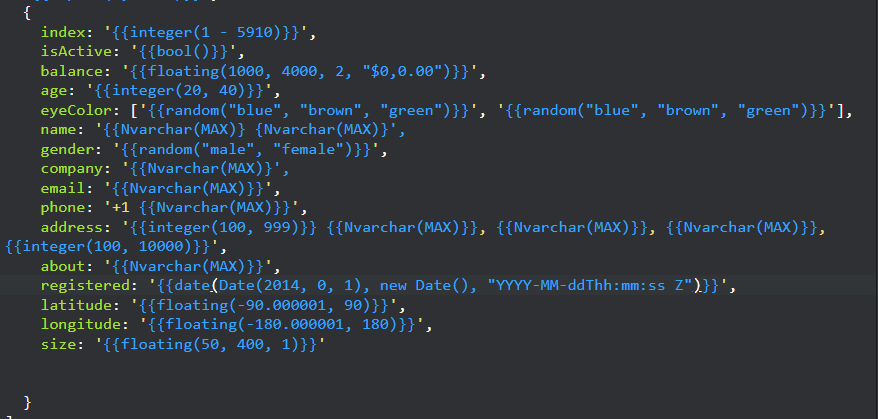 {
index: '{{integer(1 - 5910)}}',
isActive: '{{bool()}}',
balance: '{{floating(1000, 4000, 2, "$0,0.00")}}',
age: '{{integer(20, 40)}}',
eyeColor: ['{{random("blue", "brown", "green")}}', '{{random("blue", "brown", "green")}}'],
name: '{{Nvarchar(MAX)} {Nvarchar(MAX)}',
gender: '{{random("male", "female")}}',
company: '{{Nvarchar(MAX)}',
email: '{{Nvarchar(MAX)}}',
phone: '+1 {{Nvarchar(MAX)}}',
address: '{{integer(100, 999)}} {{Nvarchar(MAX)}}, {{Nvarchar(MAX)}}, {{Nvarchar(MAX)}},
{{integer(100, 10000)}}',
about: '{{Nvarchar(MAX)}}',
registered: '{{date(Date(2014, 0, 1), new Date(), "YYYY-MM-ddThh:mm:ss Z")}}',
latitude: '{{floating(-90.000001, 90)}}',
longitude: '{{floating(-180.000001, 180)}}',
size: '{{floating(50, 400, 1)}}'
}